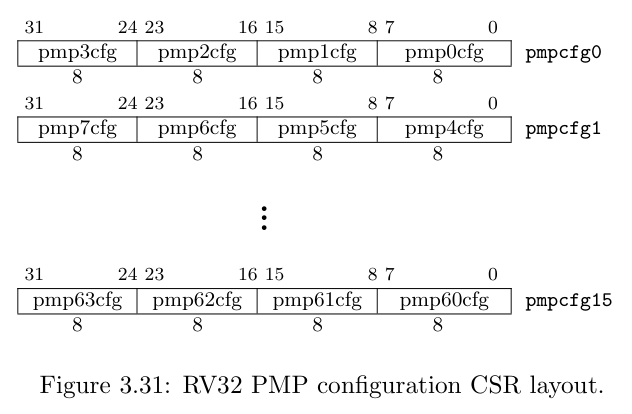 31 24 23 16 15 8 7 0
pmp3cfg pmp2cfg pmp1cfg pmp0cfg pmpcfg0
8 8 8 8
31 24 23 16 15 8 7 0
pmp7cfg pmp6cfg pmp5cfg pmp4cfg pmpcfg1
8 8 8 8
⋮
31 24 23 16 15 8 7 0
pmp63cfg pmp62cfg pmp61cfg pmp60cfg pmpcfg15
8 8 8 8
Figure 3.31: RV32 PMP configuration CSR layout.